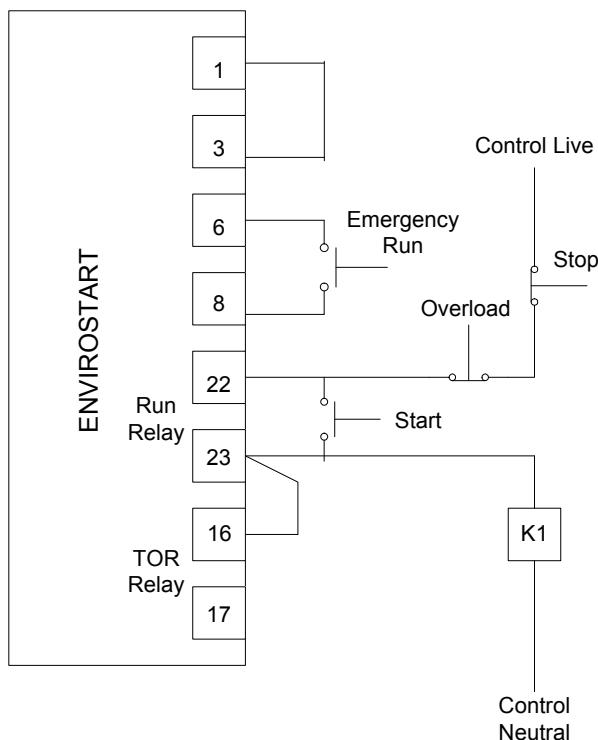 ENVIROSTART
1
3
6
8
22
23
16
17
Run
Relay
TOR
Relay
Emergency
Run
Control Live
Stop
Overload
Start
K1
Control
Neutral